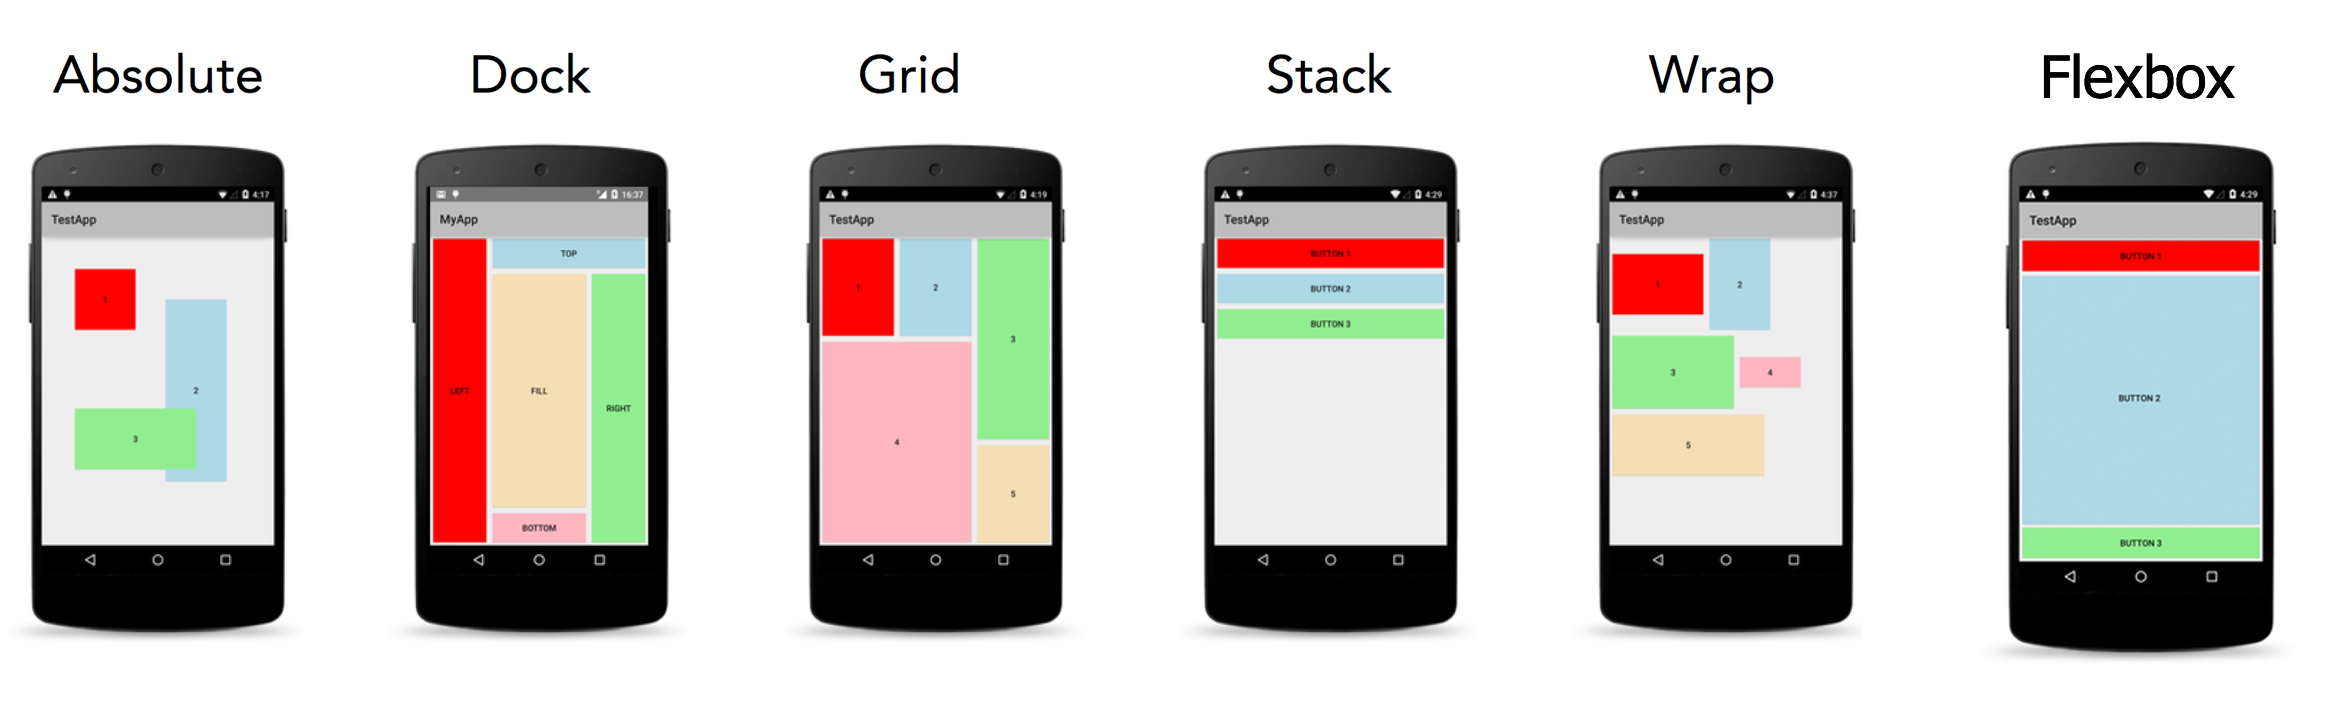 Absolute
Dock
Grid
Stack
Wrap
Flexbox
4:17
TestApp
1
2
3
16:37
MyApp
TOP
LEFT
FILL
RIGHT
BOTTOM
4:19
TestApp
1
2
3
4
5
4:29
TestApp
BUTTON 1
BUTTON 2
BUTTON 3
4:37
TestApp
1
2
3
4
5
4:29
TestApp
BUTTON 1
BUTTON 2
BUTTON 3